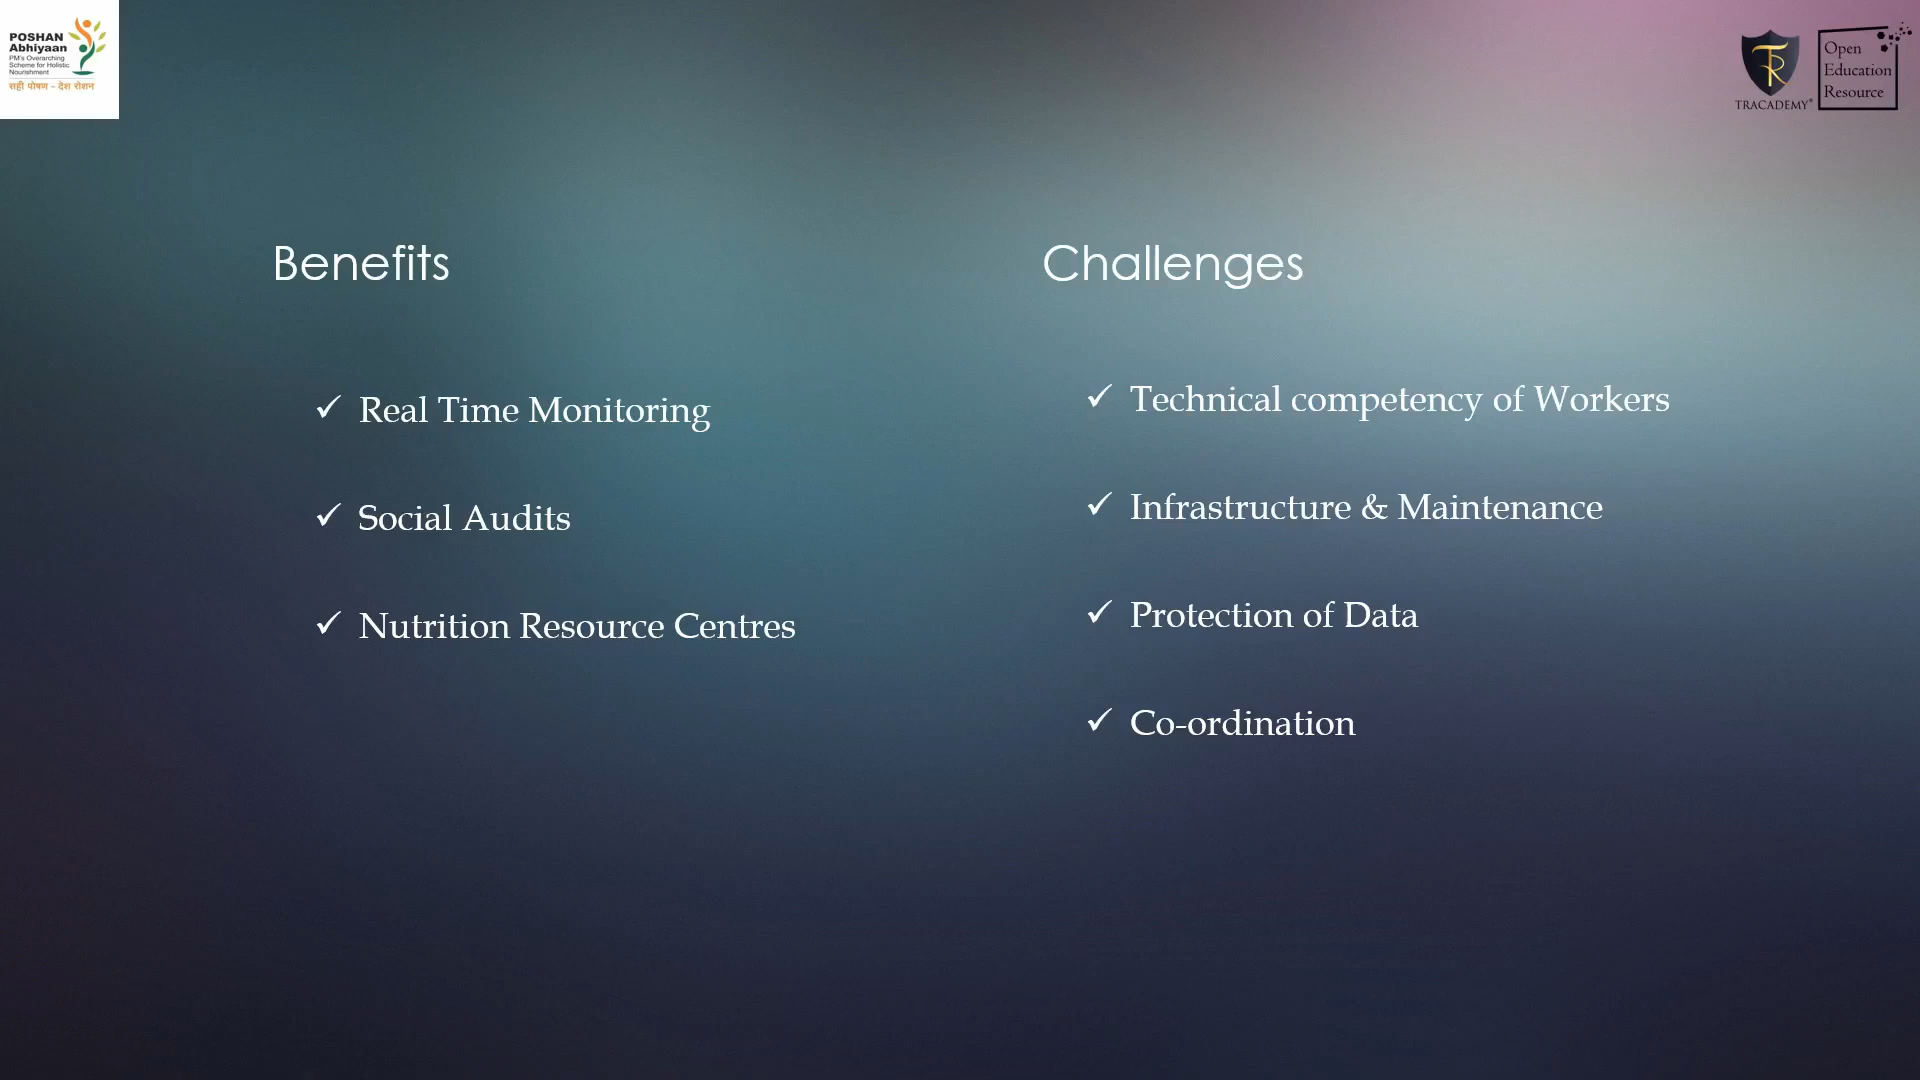 POSHAN
Abhiyaan
PM's Overarching
Scheme for Holistic
Nourishment
सही पोषण - देश रोशन
TRACADEMY®
Open
Education
Resource
Benefits
Real Time Monitoring
Social Audits
Nutrition Resource Centres
Challenges
Technical competency of Workers
Infrastructure & Maintenance
Protection of Data
Co-ordination